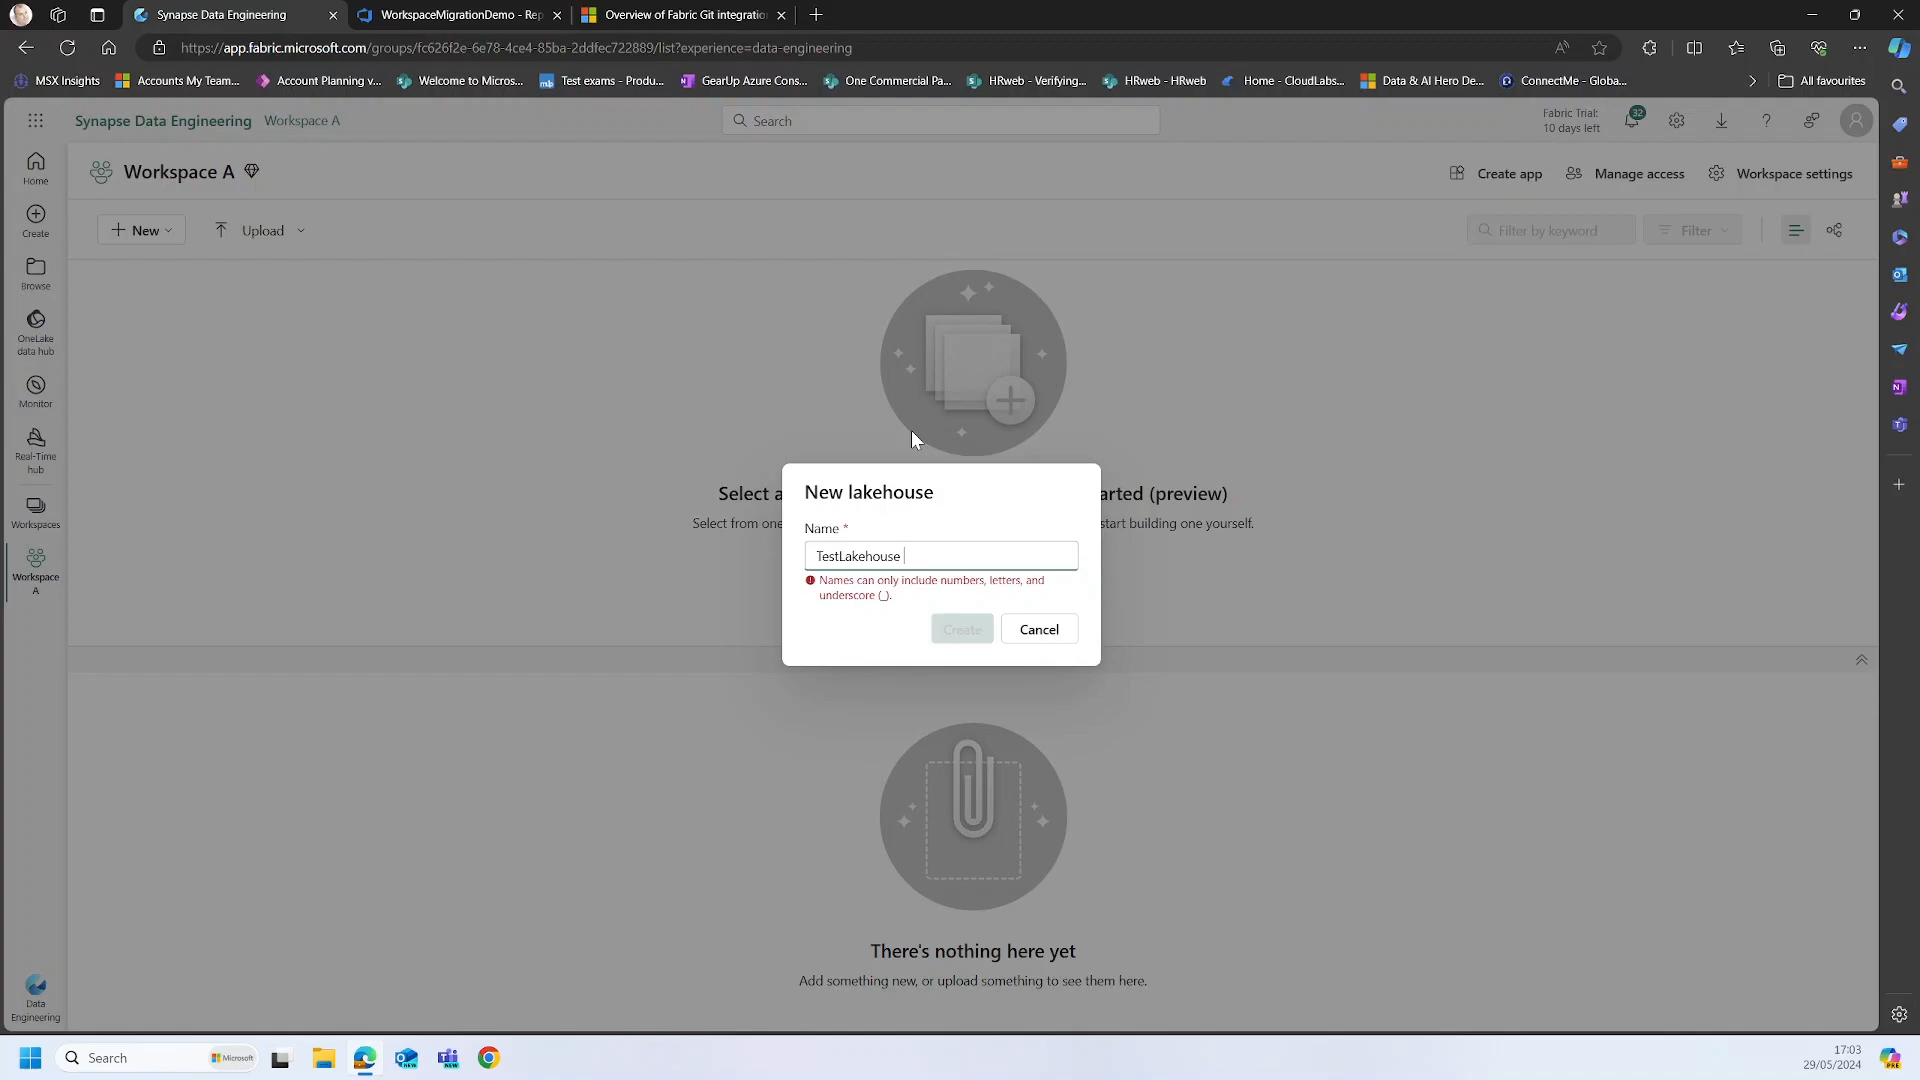 Synapse Data Engineering
WorkspaceMigrationDemo - Rep
Overview of Fabric Git integratio
https://app.fabric.microsoft.com/groups/fc626f2e-6e78-4ce4-85ba-2ddfec722889/list?experience=data-engineering
MSX Insights
Accounts My Team...
Account Planning v...
Welcome to Micros...
Test exams - Produ...
GearUp Azure Cons...
One Commercial Pa...
HRweb - Verifying...
HRweb - HRweb
Home - CloudLabs...
Data & AI Hero De...
ConnectMe - Globa...
All favourites
Synapse Data Engineering
Workspace A
Search
Fabric Trial:
10 days left
32
Home
Create
Browse
OneLake
data hub
Monitor
Real-Time
hub
Workspaces
Workspace
A
Data
Engineering
Workspace A
Create app
Manage access
Workspace settings
New
Upload
Filter by keyword
Filter
Select a
arted (preview)
Select from one
start building one yourself.
New lakehouse
Name *
TestLakehouse
Names can only include numbers, letters, and
underscore (_).
Create
Cancel
There's nothing here yet
Add something new, or upload something to see them here.
Search
Microsoft
NEW
NEW
17:03
29/05/2024
PRE